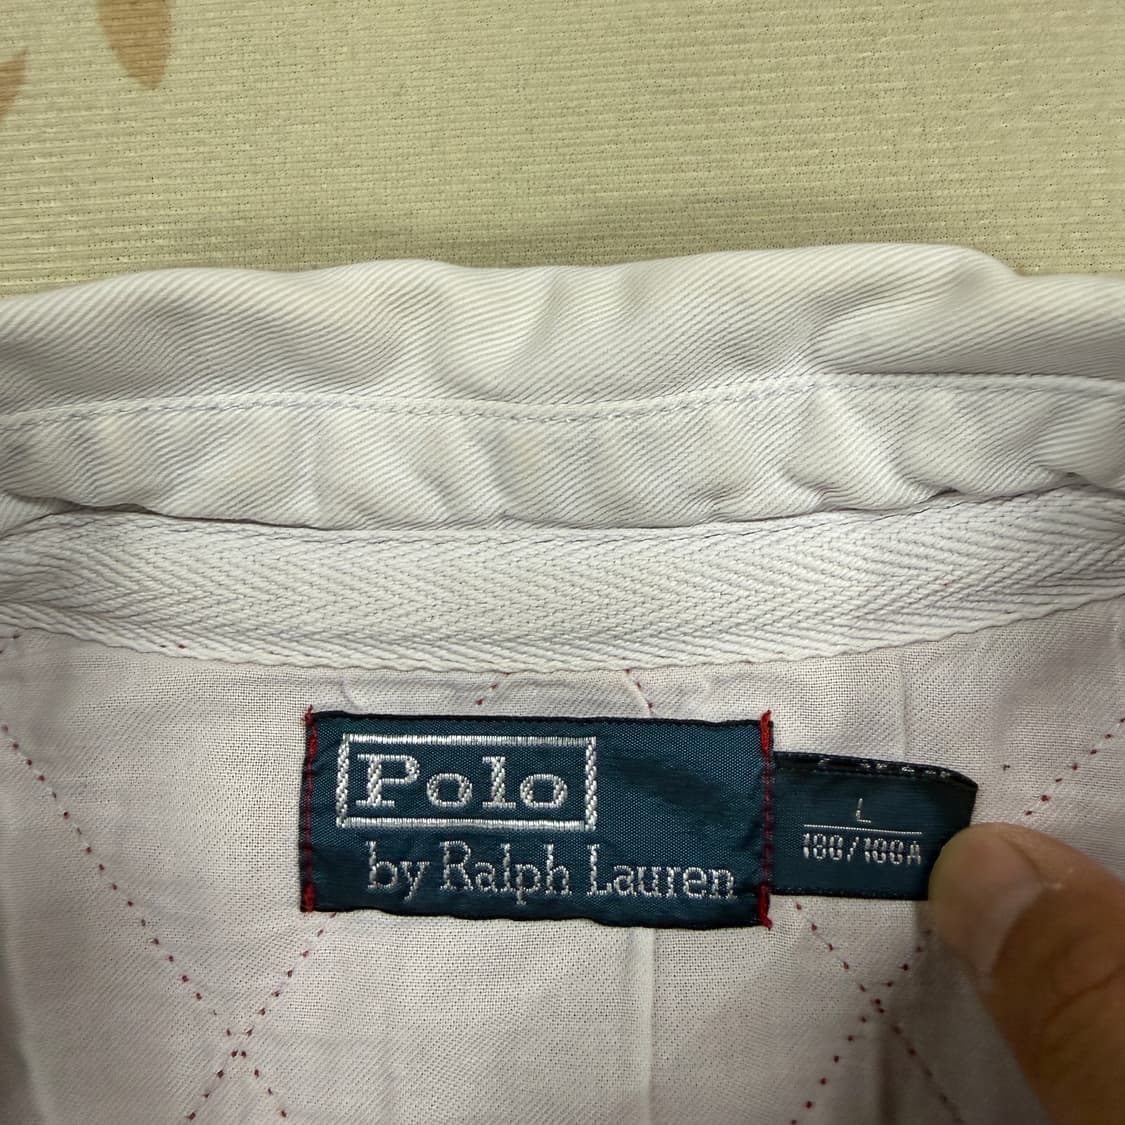 Polo
by Ralph Lauren
L
180/100A